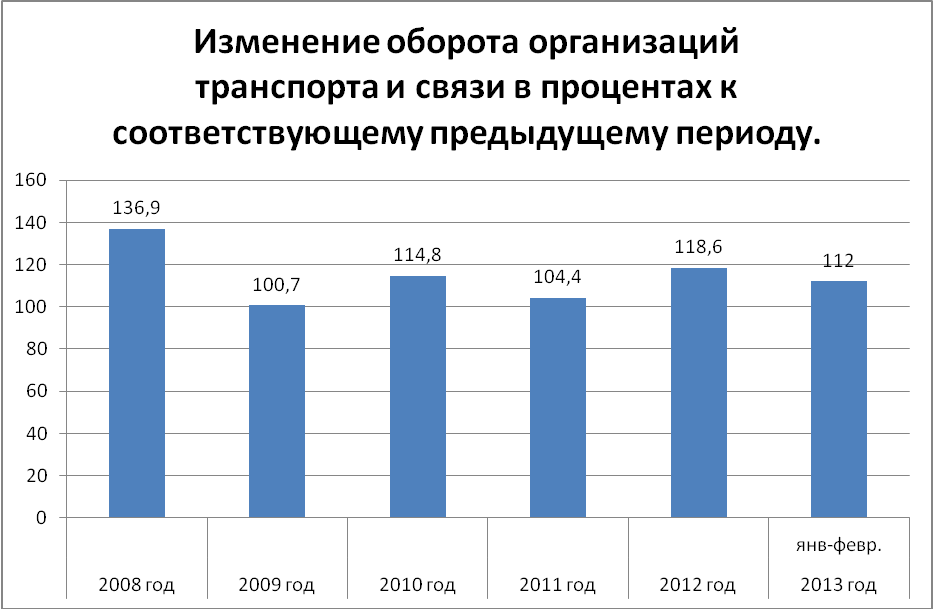 Изменение оборота организаций
транспорта и связи в процентах к
соответствующему предыдущему периоду.
160
140
120
100
80
60
40
20
0
136,9
100,7
114,8
104,4
118,6
112
янв-февр.
2008 год
2009 год
2010 год
2011 год
2012 год
2013 год